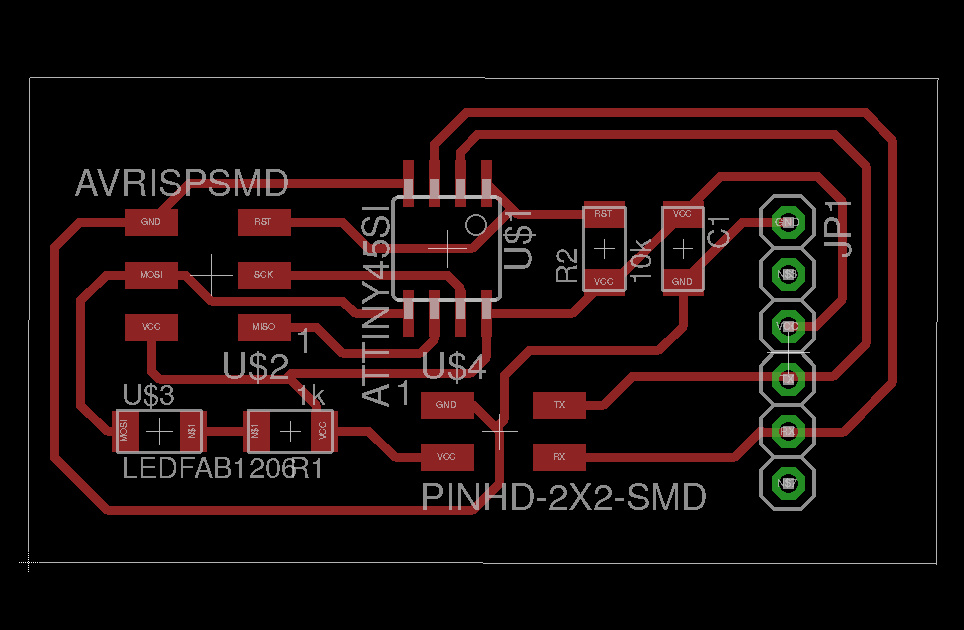 AVRISPSMD
GND
RST
MOSI
SCK
VCC
MISO
1
U$2
ATTINY45SI
U$1
R2
10k
RST
VCC
C1
VCC
GND
JP1
GND
N$5
VCC
TX
RX
N$7
U$3
MOSI
N$1
LEDFAB1206
1k
N$1
VCC
R1
U$4
1
GND
TX
VCC
RX
PINHD-2X2-SMD